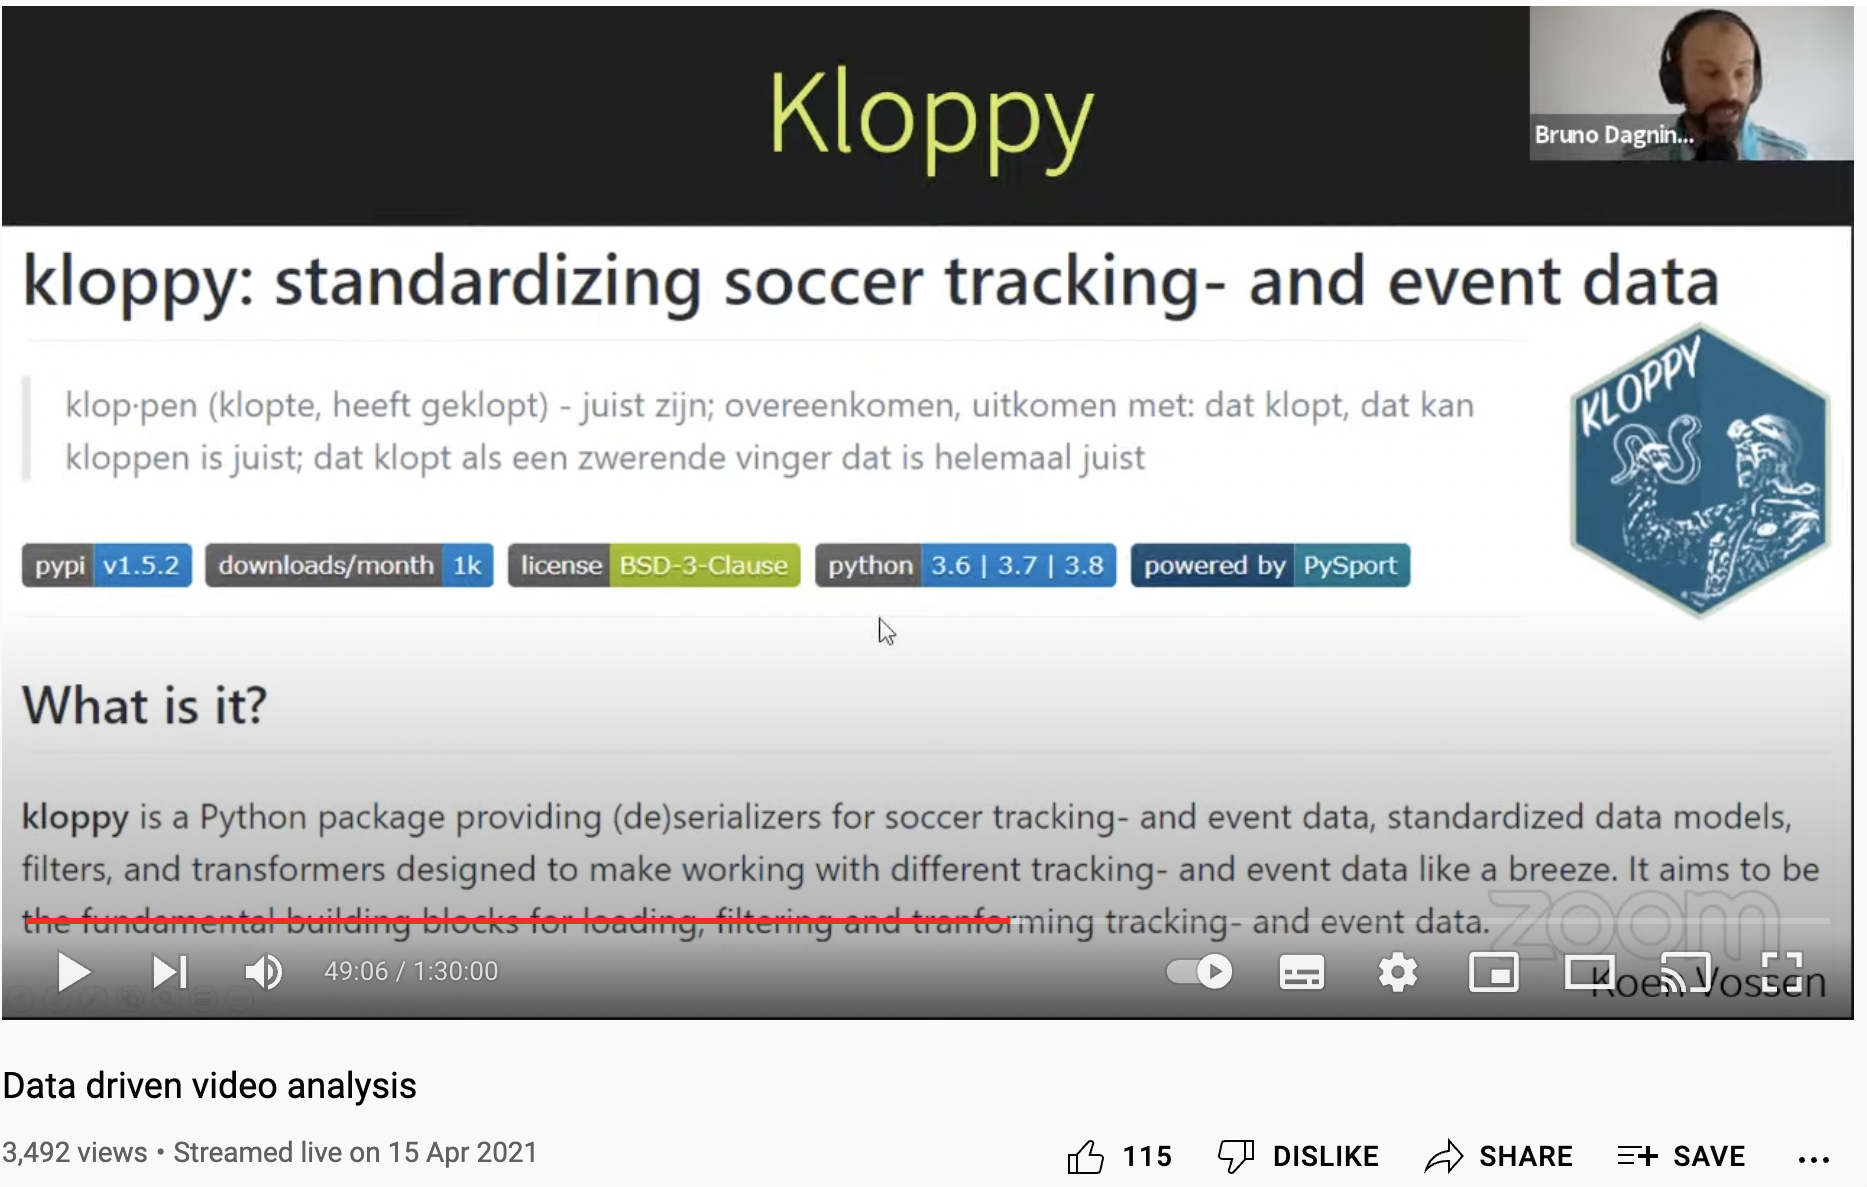 Kloppy
Bruno Dagnin...
kloppy: standardizing soccer tracking- and event data
KLOPPY
klop·pen (klopte, heeft geklopt) - juist zijn; overeenkomen, uitkomen met: dat klopt, dat kan
kloppen is juist; dat klopt als een zwerende vinger dat is helemaal juist
pypi v1.5.2 downloads/month 1k license BSD-3-Clause python 3.6 | 3.7 | 3.8 powered by PySport
What is it?
kloppy is a Python package providing (de)serializers for soccer tracking- and event data, standardized data models,
filters, and transformers designed to make working with different tracking- and event data like a breeze. It aims to be
the fundamental building blocks for loading, filtering and tranforming tracking- and event data.
zoom
49:06 / 1:30:00
Koen Vossen
Data driven video analysis
3,492 views • Streamed live on 15 Apr 2021
115 DISLIKE SHARE SAVE